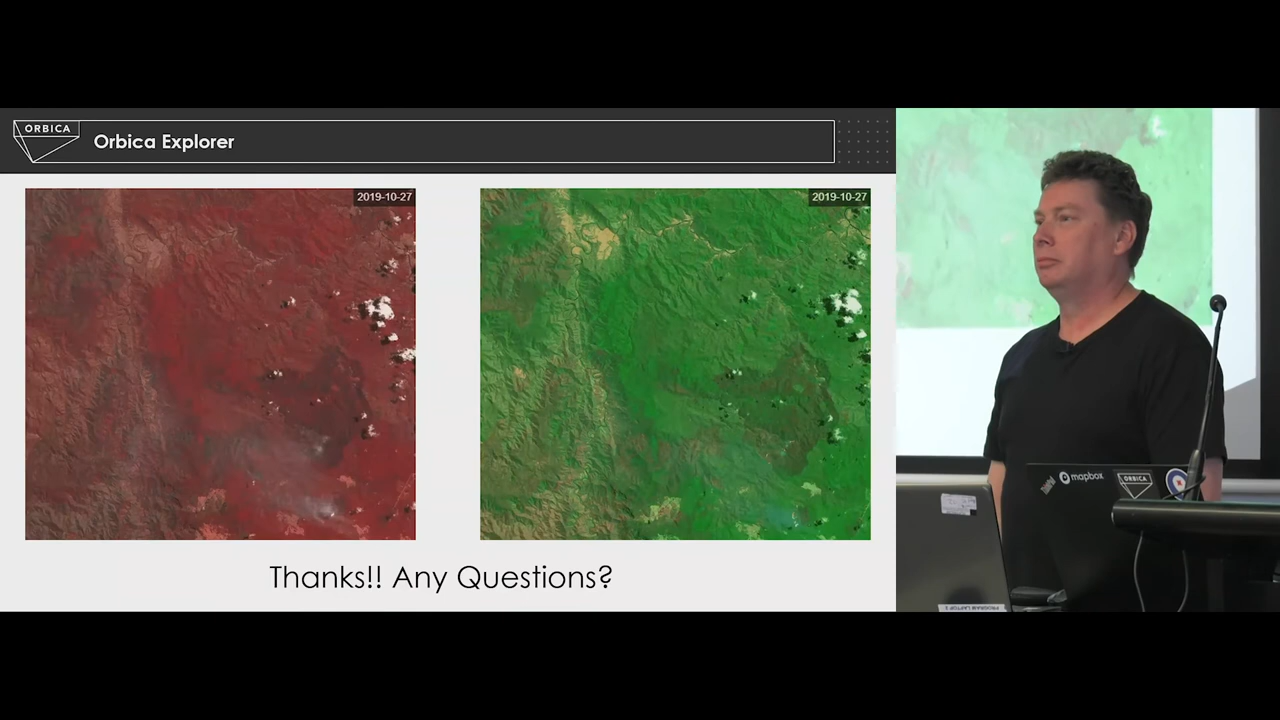 ORBICA
Orbica Explorer
2019-10-27
2019-10-27
Thanks!! Any Questions?
mapbox
ORBICA